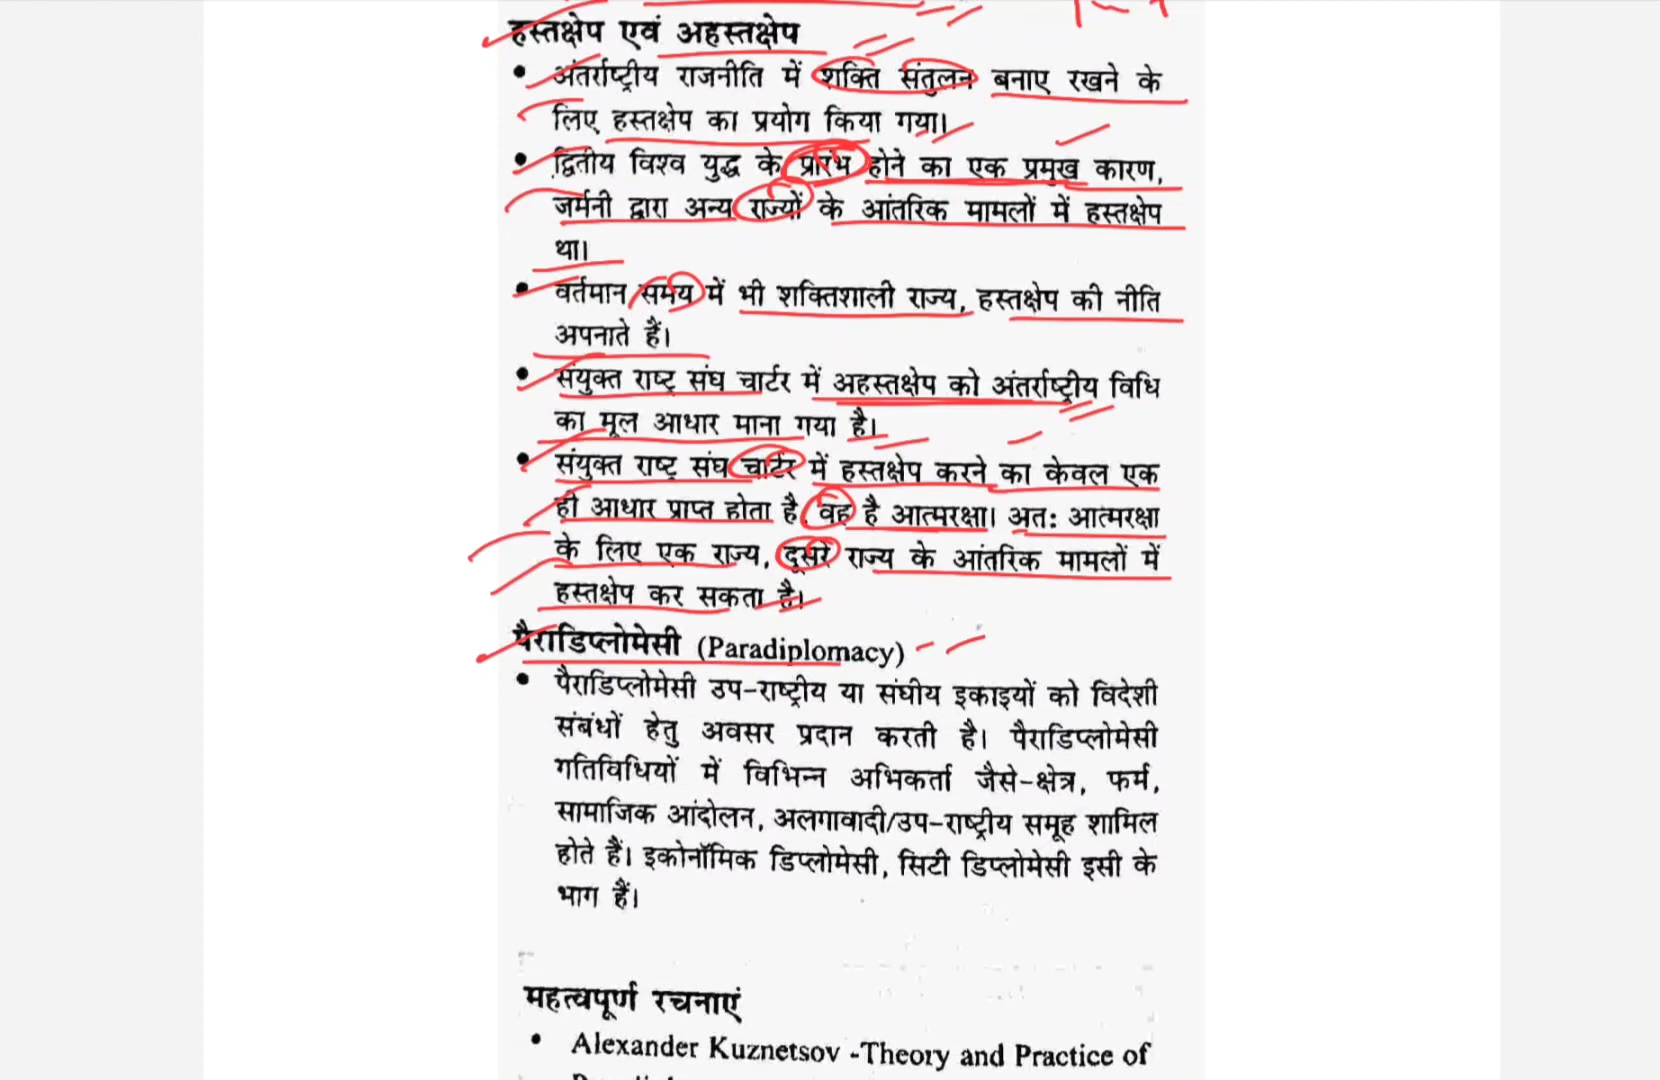 हस्तक्षेप एवं अहस्तक्षेप
• अंतर्राष्ट्रीय राजनीति में शक्ति संतुलन बनाए रखने के
लिए हस्तक्षेप का प्रयोग किया गया।
• द्वितीय विश्व युद्ध के प्रारंभ होने का एक प्रमुख कारण,
जर्मनी द्वारा अन्य राज्यों के आंतरिक मामलों में हस्तक्षेप
था।
• वर्तमान समय में भी शक्तिशाली राज्य, हस्तक्षेप की नीति
अपनाते हैं।
• संयुक्त राष्ट्र संघ चार्टर में अहस्तक्षेप को अंतर्राष्ट्रीय विधि
का मूल आधार माना गया है।
• संयुक्त राष्ट्र संघ चार्टर में हस्तक्षेप करने का केवल एक
ही आधार प्राप्त होता है, वह है आत्मरक्षा। अत: आत्मरक्षा
के लिए एक राज्य, दूसरे राज्य के आंतरिक मामलों में
हस्तक्षेप कर सकता है।
पैराडिप्लोमेसी (Paradiplomacy)
• पैराडिप्लोमेसी उप-राष्ट्रीय या संघीय इकाइयों को विदेशी
संबंधों हेतु अवसर प्रदान करती है। पैराडिप्लोमेसी
गतिविधियों में विभिन्न अभिकर्ता जैसे-क्षेत्र, फर्म,
सामाजिक आंदोलन, अलगावादी/उप-राष्ट्रीय समूह शामिल
होते हैं। इकोनॉमिक डिप्लोमेसी, सिटी डिप्लोमेसी इसी के
भाग हैं।
महत्वपूर्ण रचनाएं
• Alexander Kuznetsov -Theory and Practice of